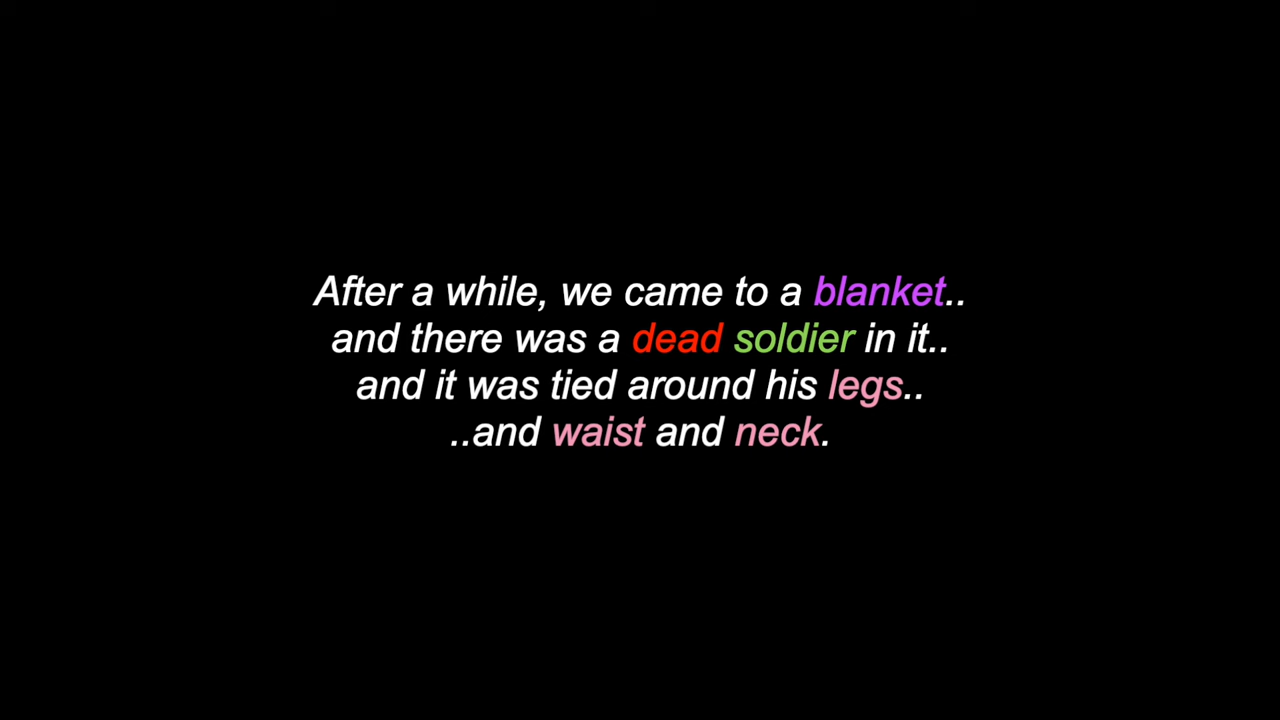 After a while, we came to a blanket..
and there was a dead soldier in it..
and it was tied around his legs..
..and waist and neck.